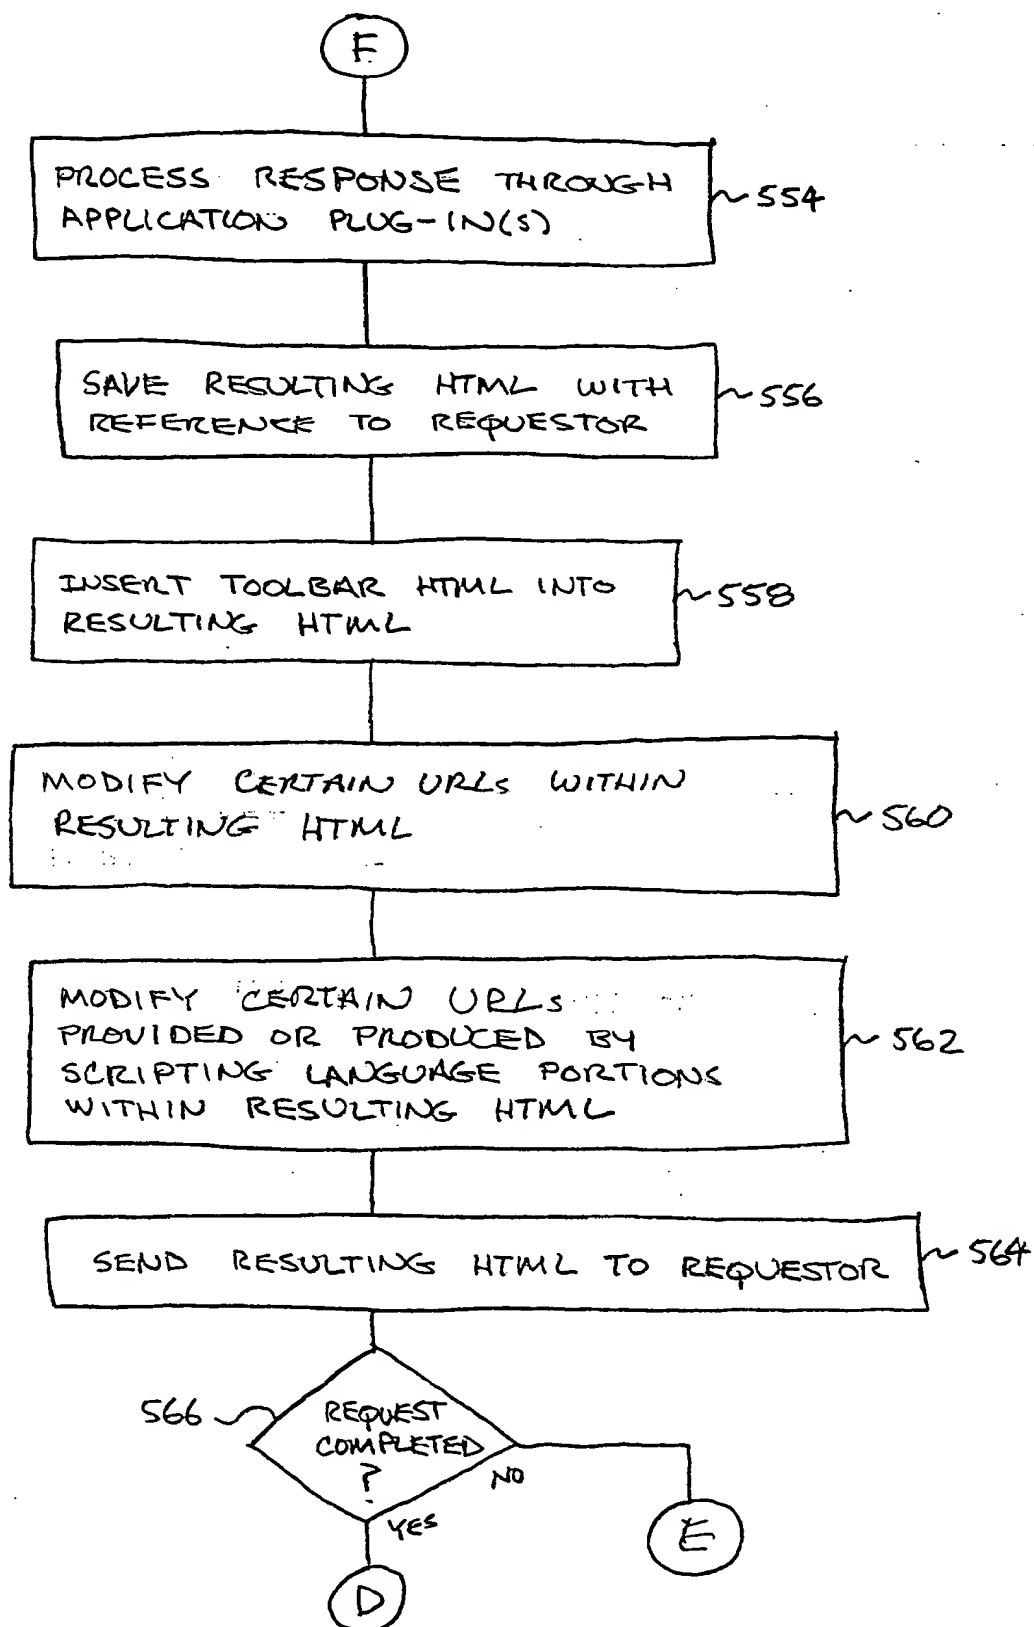 F
PROCESS RESPONSE THROUGH
APPLICATION PLUG-IN(S)
554
SAVE RESULTING HTML WITH
REFERENCE TO REQUESTOR
556
INSERT TOOLBAR HTML INTO
RESULTING HTML
558
MODIFY CERTAIN URLs WITHIN
RESULTING HTML
560
MODIFY CERTAIN URLs
PROVIDED OR PRODUCED BY
SCRIPTING LANGUAGE PORTIONS
WITHIN RESULTING HTML
562
SEND RESULTING HTML TO REQUESTOR
564
566
REQUEST
COMPLETED
?
NO
YES
E
D